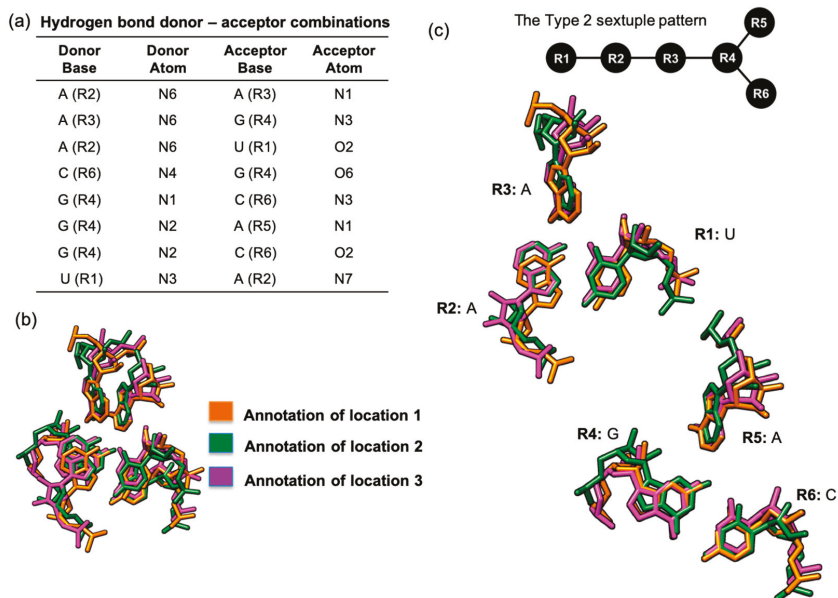 (a) Hydrogen bond donor – acceptor combinations
Donor Base Donor Atom Acceptor Base Acceptor Atom
A (R2) N6 A (R3) N1
A (R3) N6 G (R4) N3
A (R2) N6 U (R1) O2
C (R6) N4 G (R4) O6
G (R4) N1 C (R6) N3
G (R4) N2 A (R5) N1
G (R4) N2 C (R6) O2
U (R1) N3 A (R2) N7
(b)
Annotation of location 1
Annotation of location 2
Annotation of location 3
(c) The Type 2 sextuple pattern
R5
R1 R2 R3 R4
R6
R3: A
R1: U
R2: A
R4: G
R5: A
R6: C